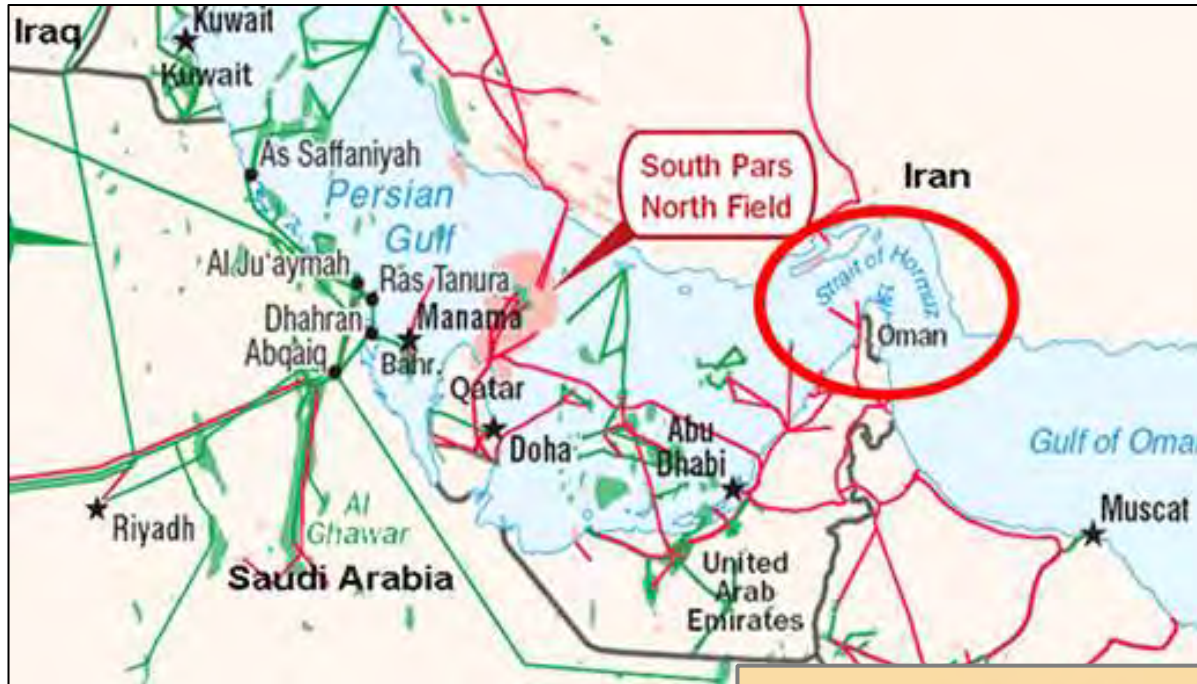 Iraq
Kuwait
Kuwait
As Saffaniyah
Persian
Gulf
South Pars
North Field
Iran
Strait of Hormuz
Oman
Al Ju'aymah
Ras Tanura
Dhahran
Manama
Abqaiq
Bahr.
Qatar
Doha
Abu
Dhabi
Gulf of Oma
Muscat
Riyadh
Al
Ghawar
Saudi Arabia
United
Arab
Emirates